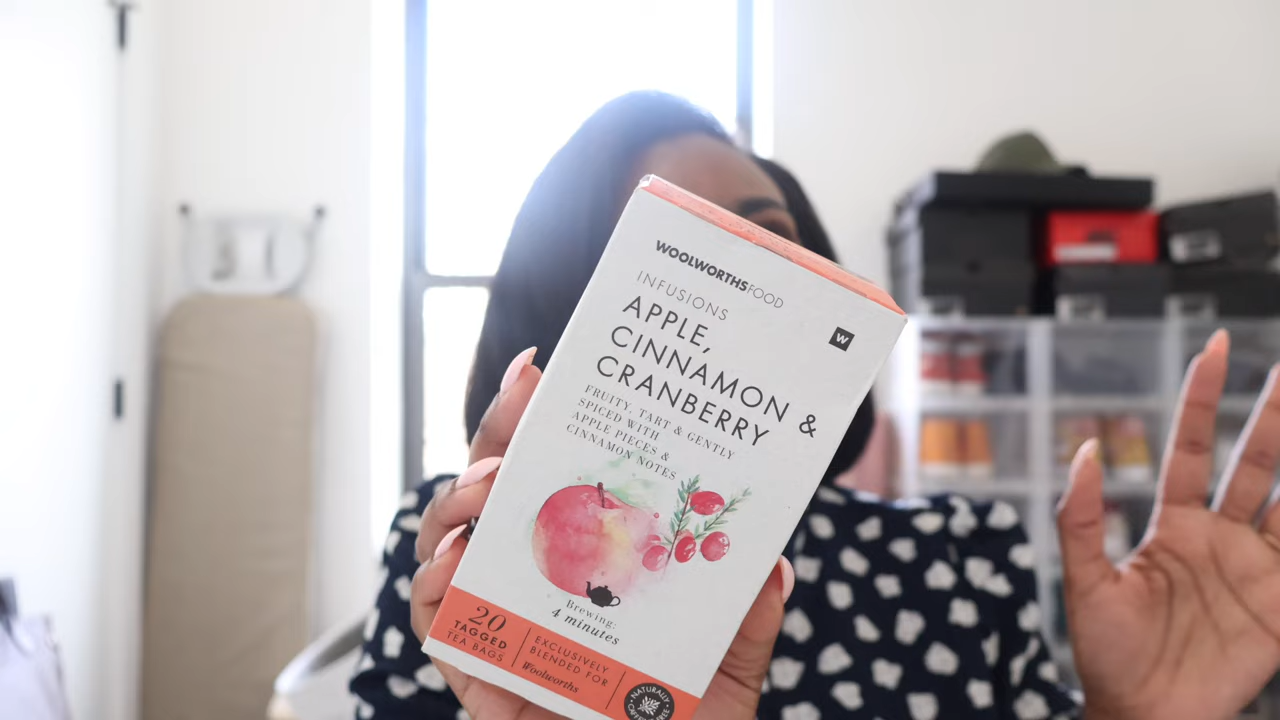 WOOLWORTHSFOOD
INFUSIONS
APPLE,
CINNAMON &
CRANBERRY
W
FRUITY, TART & GENTLY
SPICED WITH
APPLE PIECES &
CINNAMON NOTES
Brewing:
4 minutes
20
TAGGED
TEA BAGS
EXCLUSIVELY
BLENDED FOR
Woolworths
NATURALLY